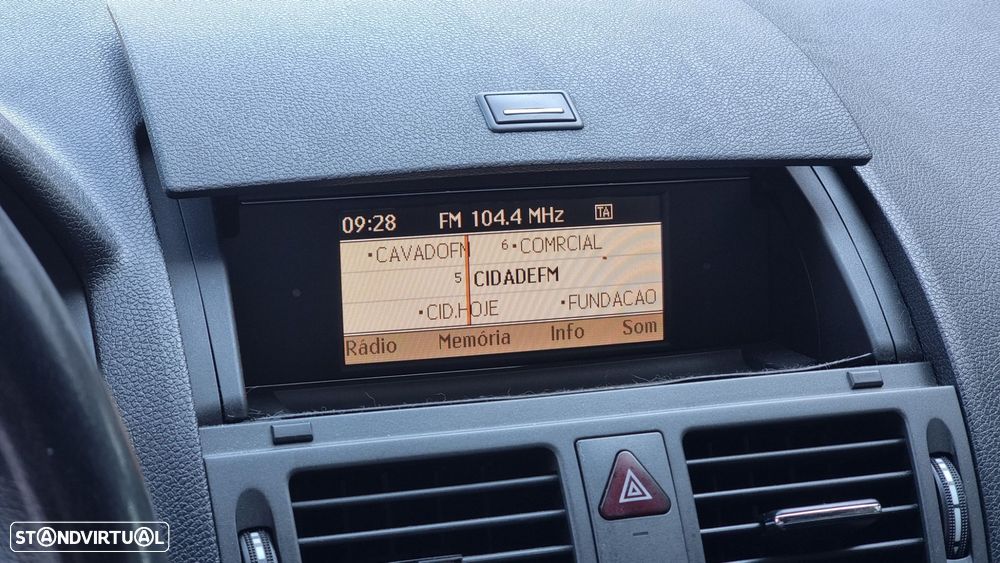 09:28 FM 104.4 MHz TA
•CAVADOFM 6•COMRCIAL
5 CIDADEFM
•CID.HOJE •FUNDACAO
Rádio Memória Info Som
STANDVIRTUAL